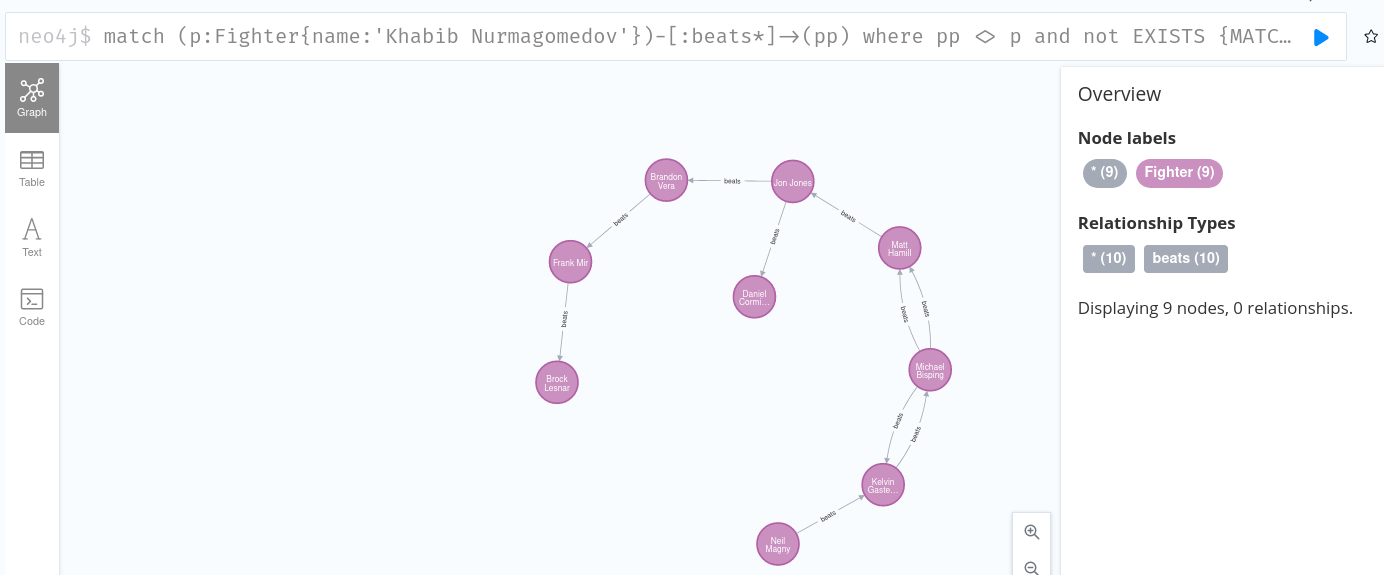 neo4j$ match (p:Fighter{name:'Khabib Nurmagomedov'})-[:beats*]->(pp) where pp <> p and not EXISTS {MATC…
Graph
Table
Text
Code
Brandon
Vera
beats
Jon Jones
beats
beats
beats
Matt
Hamill
Frank Mir
Daniel
Cormi…
beats
beats
beats
Brock
Lesnar
Michael
Bisping
beats
beats
Kelvin
Gaste…
beats
Neil
Magny
Overview
Node labels
* (9) Fighter (9)
Relationship Types
* (10) beats (10)
Displaying 9 nodes, 0 relationships.